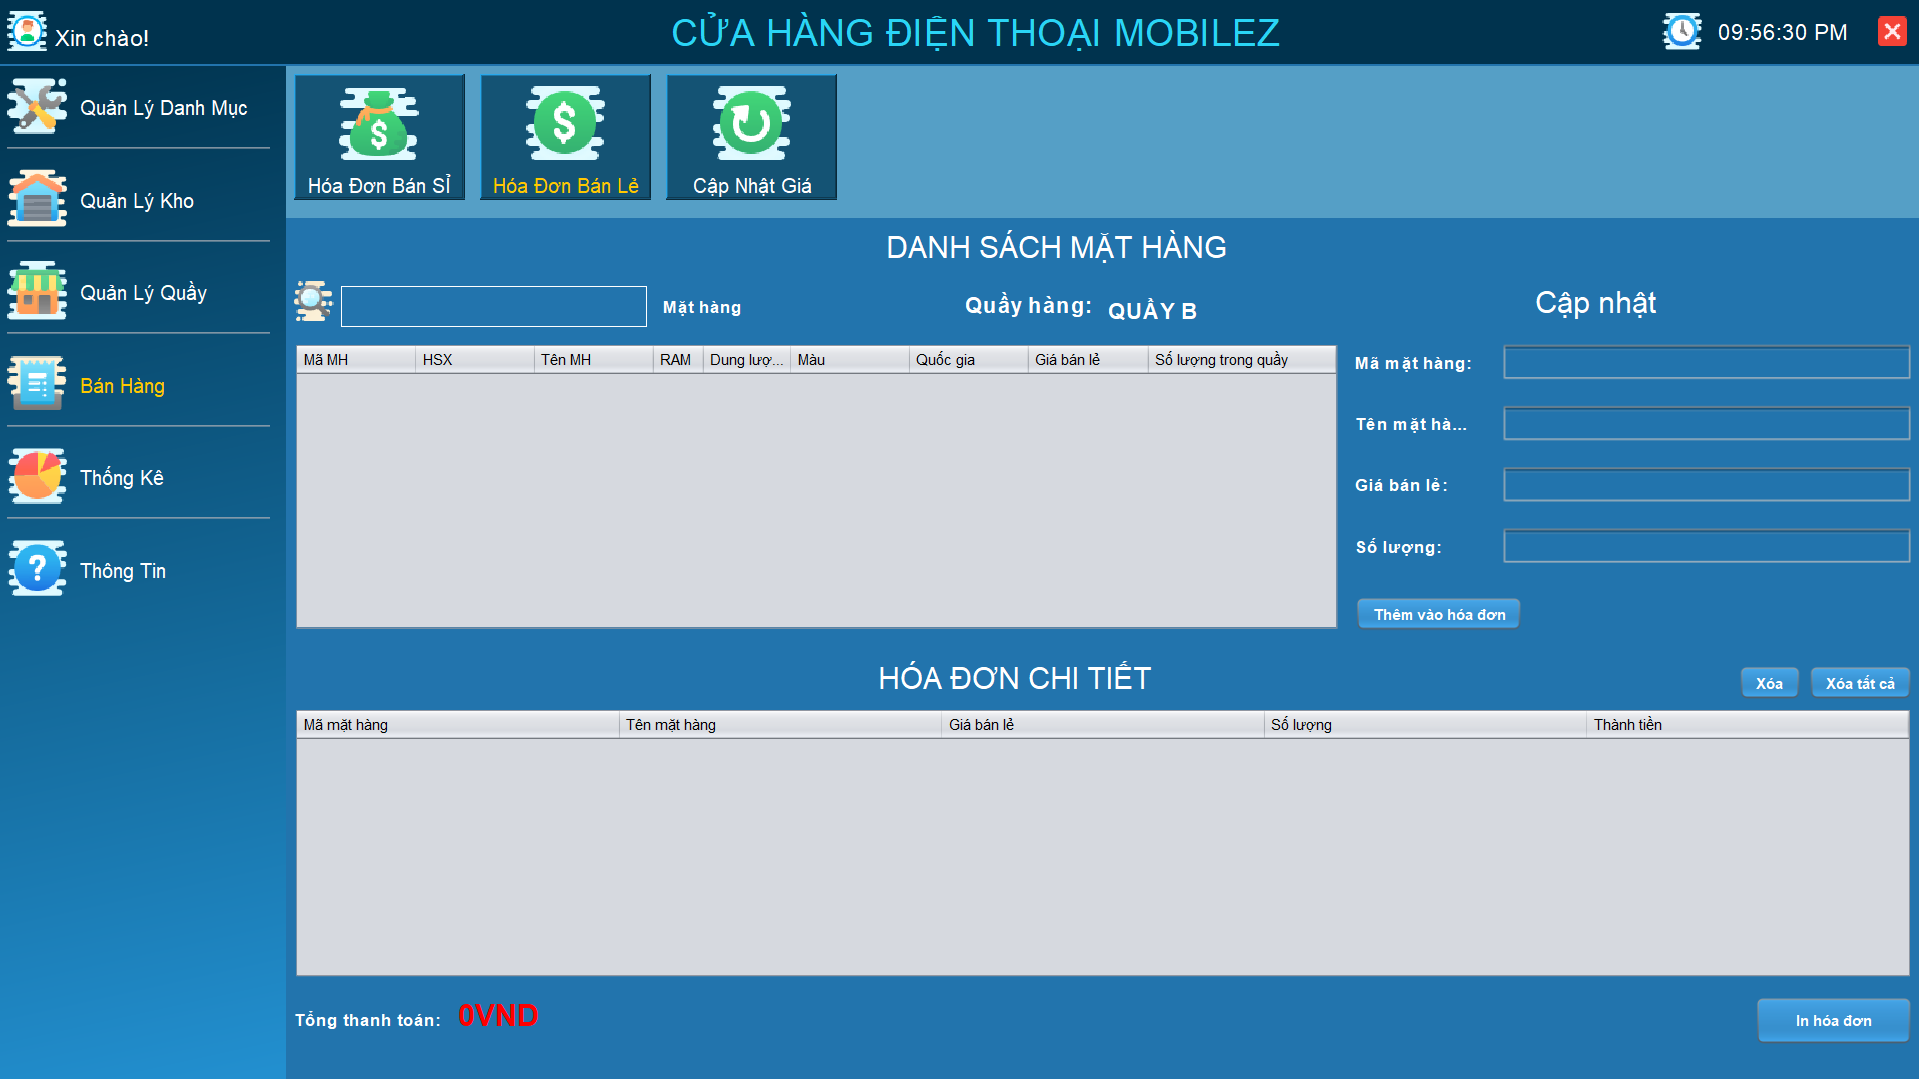 Xin chào!
CỬA HÀNG ĐIỆN THOẠI MOBILEZ
09:56:30 PM
Quản Lý Danh Mục
Quản Lý Kho
Quản Lý Quầy
Bán Hàng
Thống Kê
Thông Tin
Hóa Đơn Bán Sỉ
Hóa Đơn Bán Lẻ
Cập Nhật Giá
DANH SÁCH MẶT HÀNG
Mặt hàng
Quầy hàng: QUẦY B
Cập nhật
Mã MH HSX Tên MH RAM Dung lượ... Màu Quốc gia Giá bán lẻ Số lượng trong quầy
Mã mặt hàng:
Tên mặt hà...
Giá bán lẻ:
Số lượng:
Thêm vào hóa đơn
HÓA ĐƠN CHI TIẾT
Xóa
Xóa tất cả
Mã mặt hàng Tên mặt hàng Giá bán lẻ Số lượng Thành tiền
Tổng thanh toán: 0VND
In hóa đơn